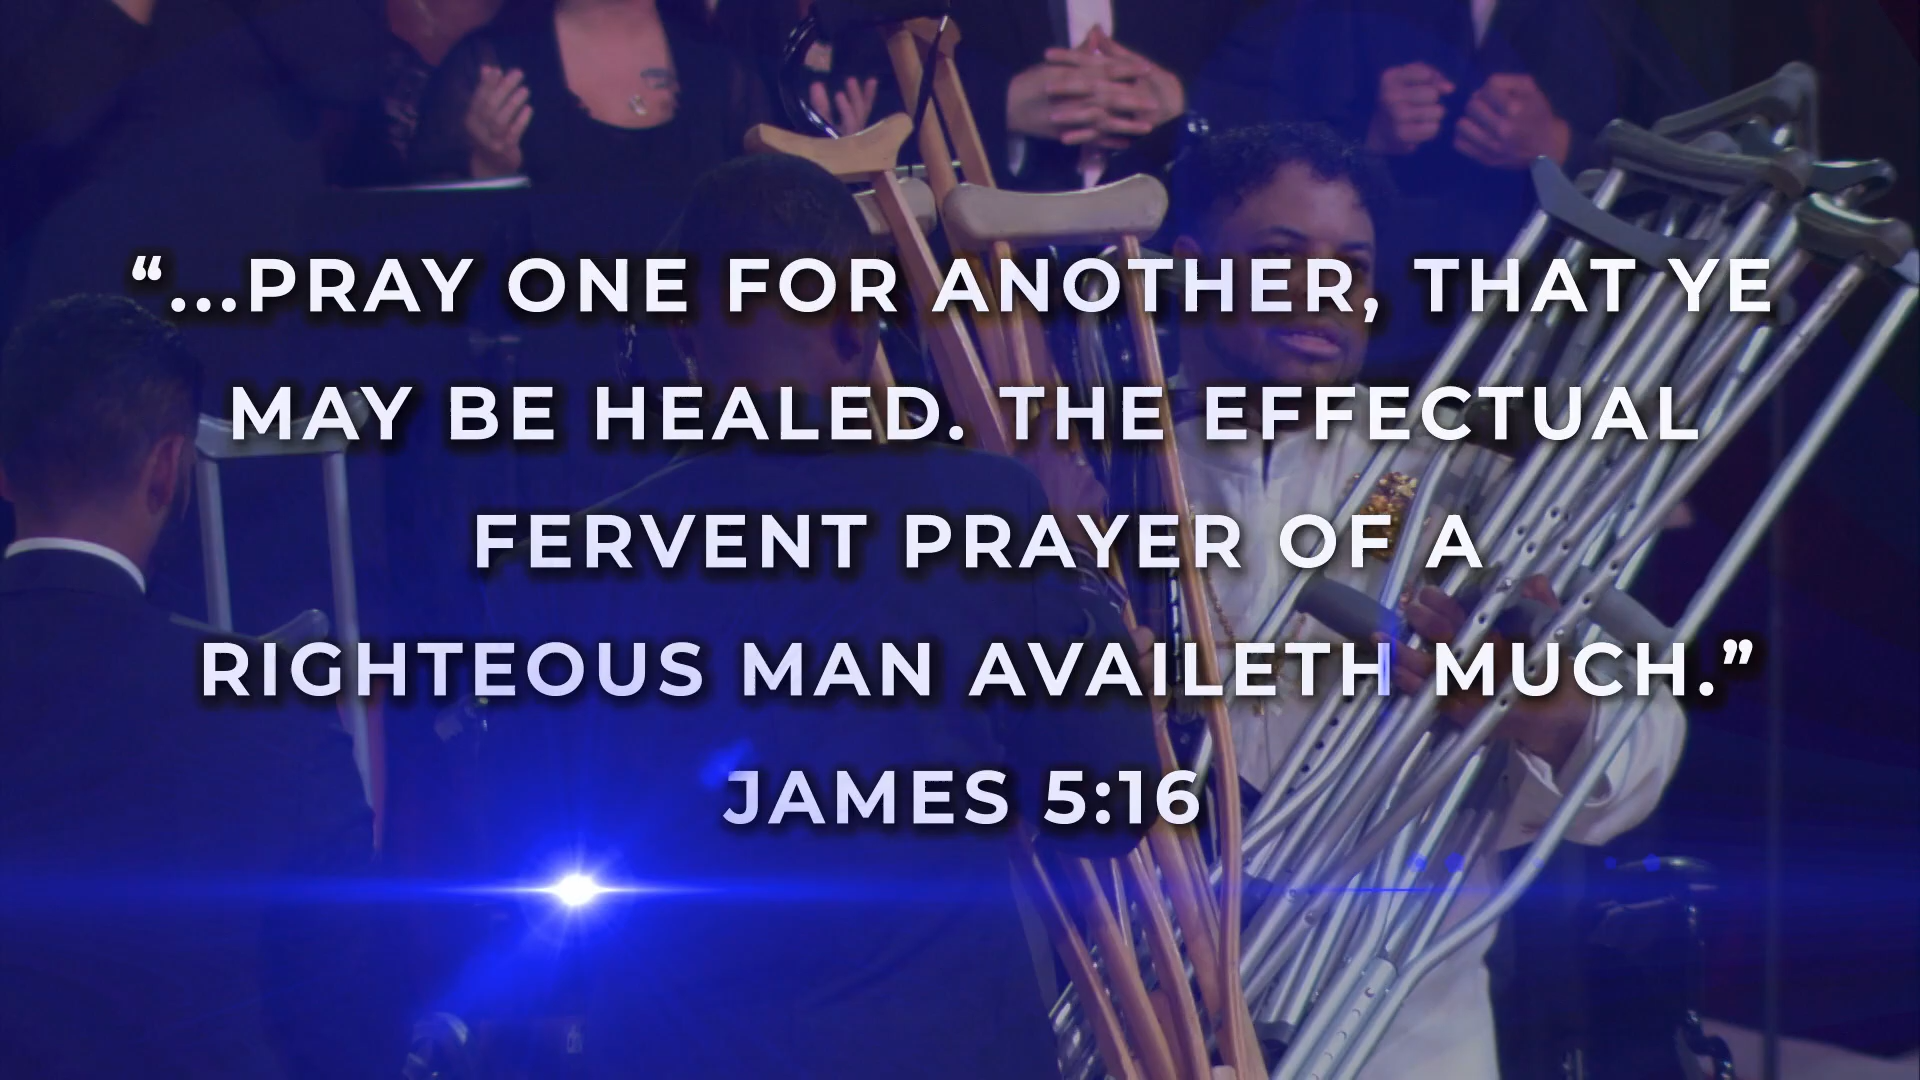 “...PRAY ONE FOR ANOTHER, THAT YE
MAY BE HEALED. THE EFFECTUAL
FERVENT PRAYER OF A
RIGHTEOUS MAN AVAILETH MUCH.”
JAMES 5:16